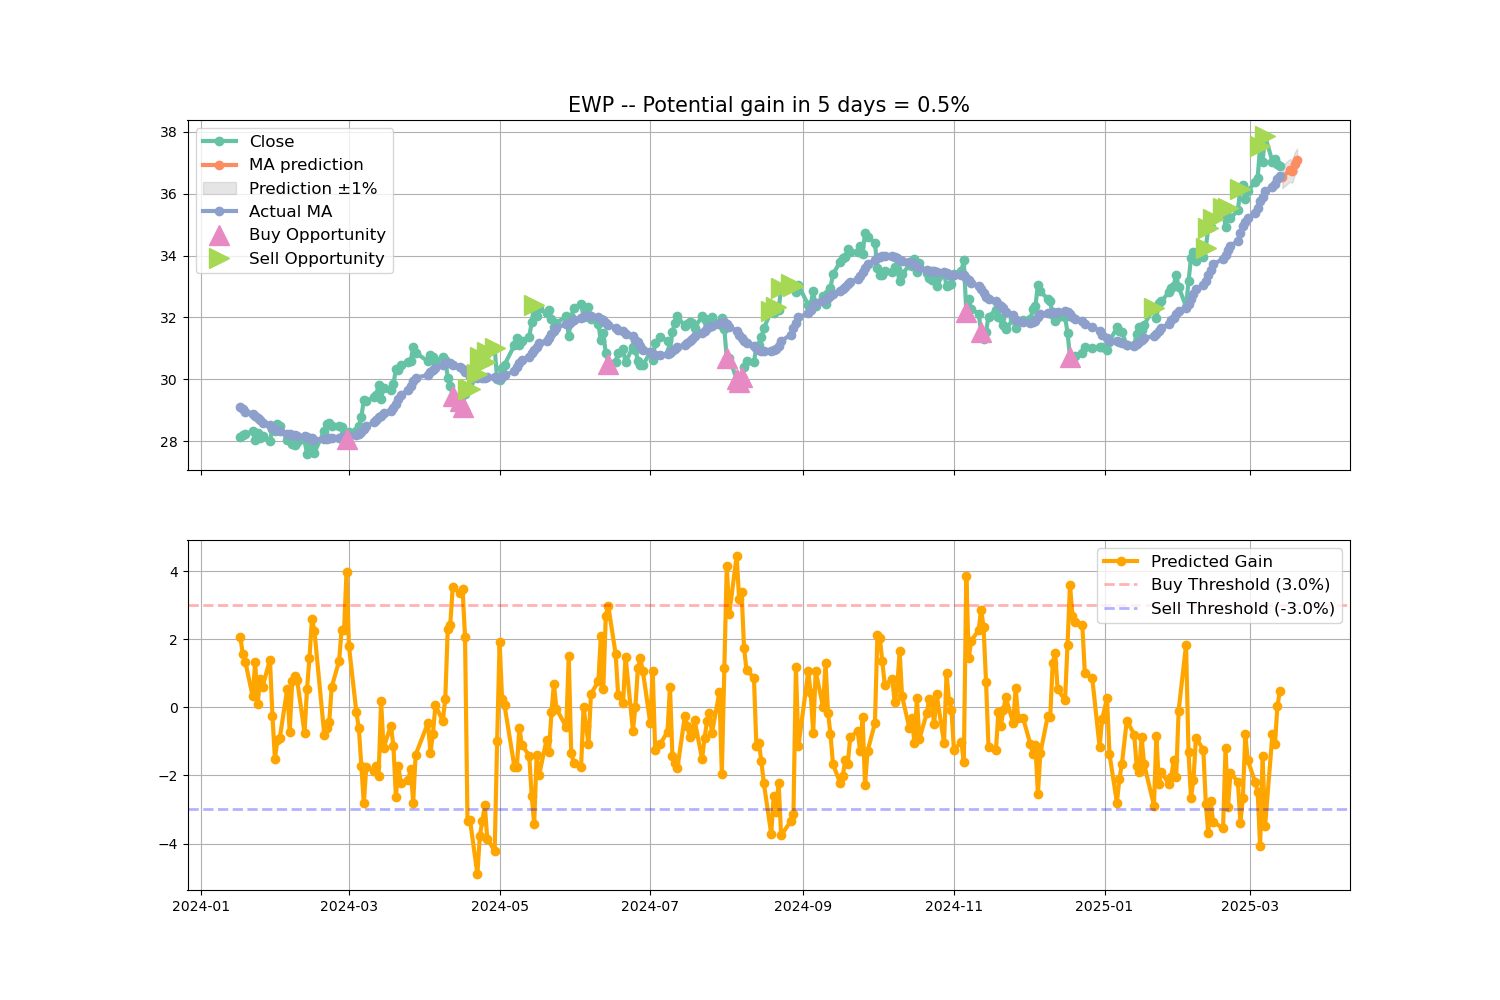 EWP -- Potential gain in 5 days = 0.5%
38
36
34
32
30
28
Close
MA prediction
Prediction ±1%
Actual MA
Buy Opportunity
Sell Opportunity
4
2
0
−2
−4
Predicted Gain
Buy Threshold (3.0%)
Sell Threshold (-3.0%)
2024-01 2024-03 2024-05 2024-07 2024-09 2024-11 2025-01 2025-03